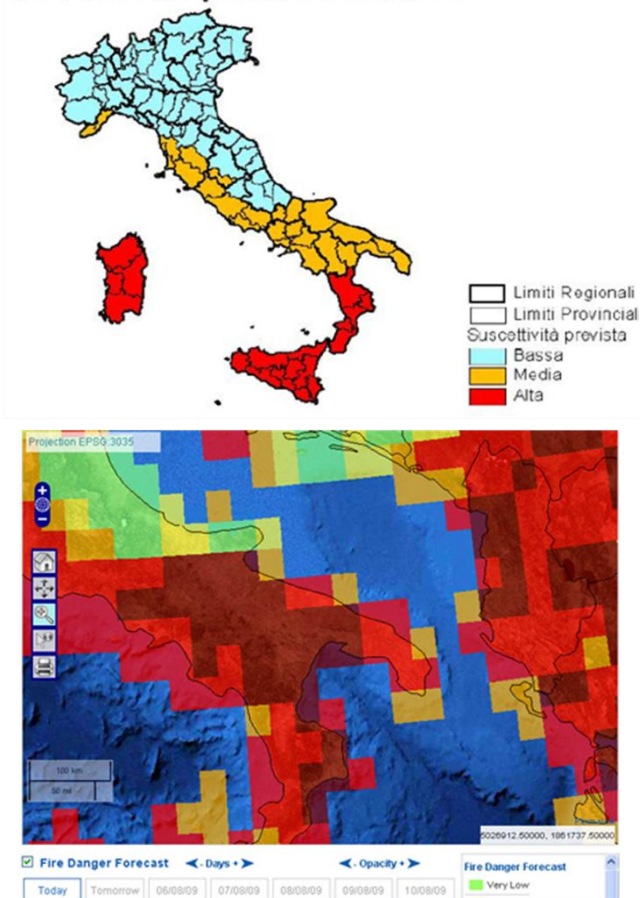 Limiti Regionali
Limiti Provincial
Suscettività prevista
Bassa
Media
Alta
Projection EPSG:3035
100 km
50 mi
5026912.50000, 1861737.50000
Fire Danger Forecast
Days
Opacity
Fire Danger Forecast
Today
Tomorrow
06/08/09
07/08/09
08/08/09
09/08/09
10/08/09
Very Low